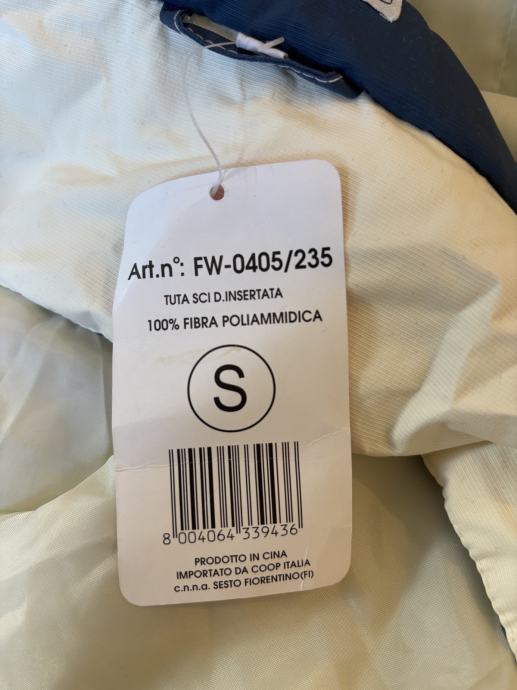 Art.n°: FW-0405/235
TUTA SCI D.INSERTATA
100% FIBRA POLIAMMIDICA
S
8 004064 339436
PRODOTTO IN CINA
IMPORTATO DA COOP ITALIA
c.n.n.a. SESTO FIORENTINO(FI)